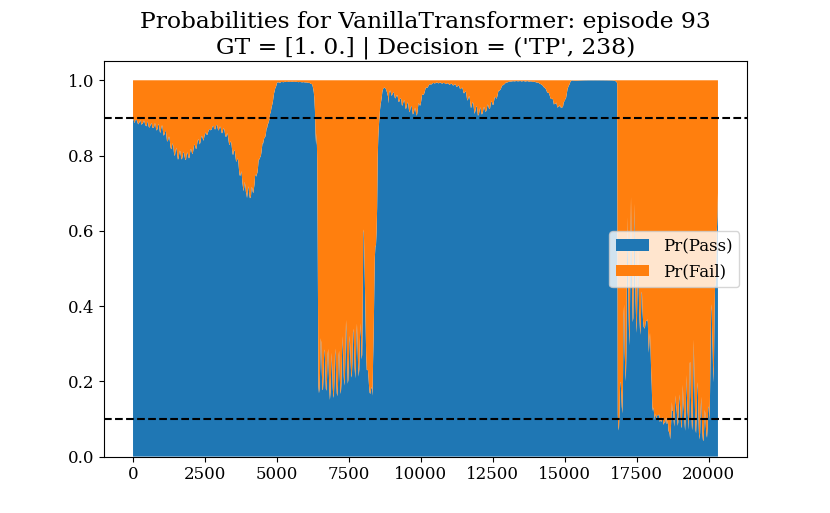 Probabilities for VanillaTransformer: episode 93
GT = [1. 0.] | Decision = ('TP', 238)
1.0
0.8
0.6
0.4
0.2
0.0
Pr(Pass)
Pr(Fail)
0 2500 5000 7500 10000 12500 15000 17500 20000